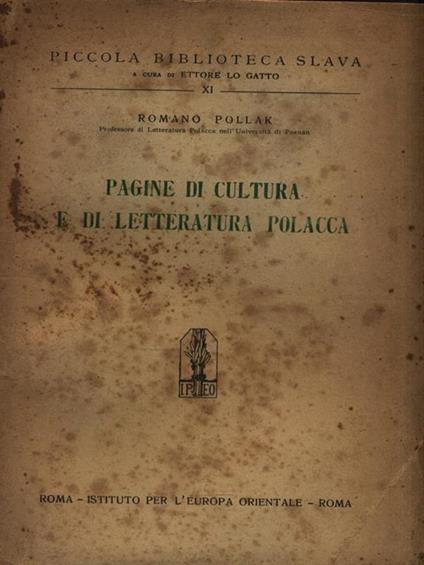 PICCOLA BIBLIOTECA SLAVA
A CURA DI ETTORE LO GATTO
XI
ROMANO POLLAK
Professore di Letteratura Polacca nell'Università di Poznan
PAGINE DI CULTURA
E DI LETTERATURA POLACCA
IPEO
ROMA - ISTITUTO PER L'EUROPA ORIENTALE - ROMA